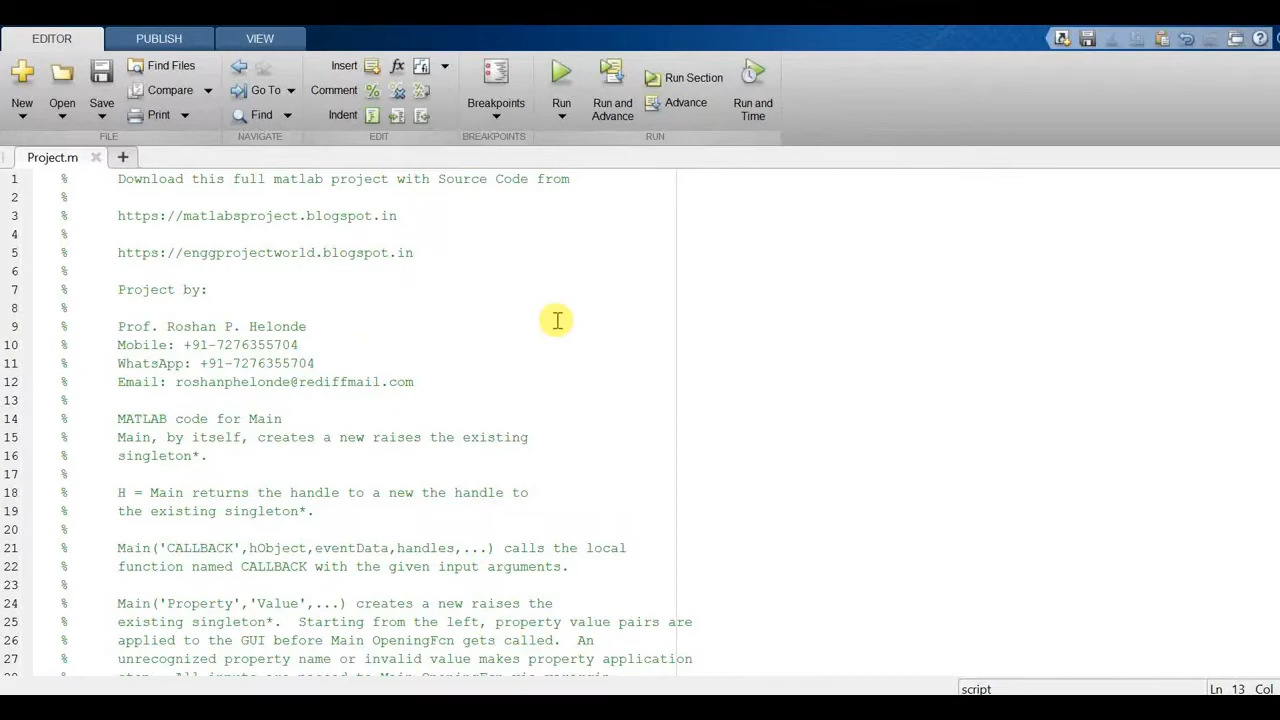 EDITOR PUBLISH VIEW
Find Files Insert fx Run Section
Compare Go To Comment Advance
New Open Save Print Find Indent Breakpoints Run Run and Advance Run and Time
FILE NAVIGATE EDIT BREAKPOINTS RUN
Project.m
1 % Download this full matlab project with Source Code from
2 %
3 % https://matlabsproject.blogspot.in
4 %
5 % https://enggprojectworld.blogspot.in
6 %
7 % Project by:
8 %
9 % Prof. Roshan P. Helonde
10 % Mobile: +91-7276355704
11 % WhatsApp: +91-7276355704
12 % Email: roshanphelonde@rediffmail.com
13 %
14 % MATLAB code for Main
15 % Main, by itself, creates a new raises the existing
16 % singleton*.
17 %
18 % H = Main returns the handle to a new the handle to
19 % the existing singleton*.
20 %
21 % Main('CALLBACK',hObject,eventData,handles,...) calls the local
22 % function named CALLBACK with the given input arguments.
23 %
24 % Main('Property','Value',...) creates a new raises the
25 % existing singleton*.  Starting from the left, property value pairs are
26 % applied to the GUI before Main OpeningFcn gets called.  An
27 % unrecognized property name or invalid value makes property application
script Ln 13 Col